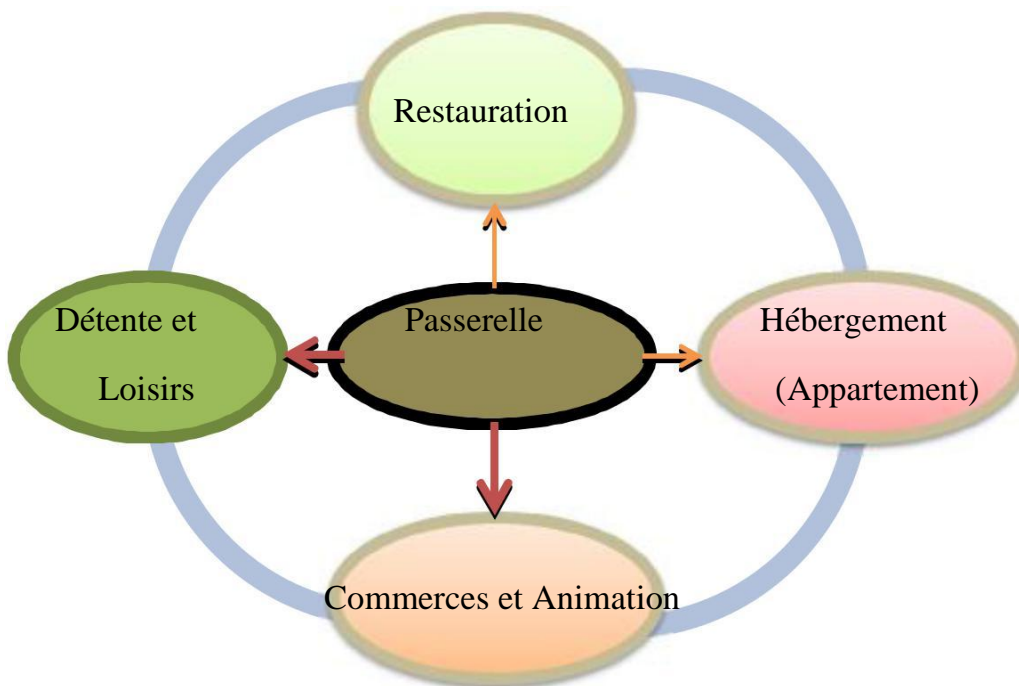 Restauration
Détente et
Loisirs
Passerelle
Hébergement
(Appartement)
Commerces et Animation